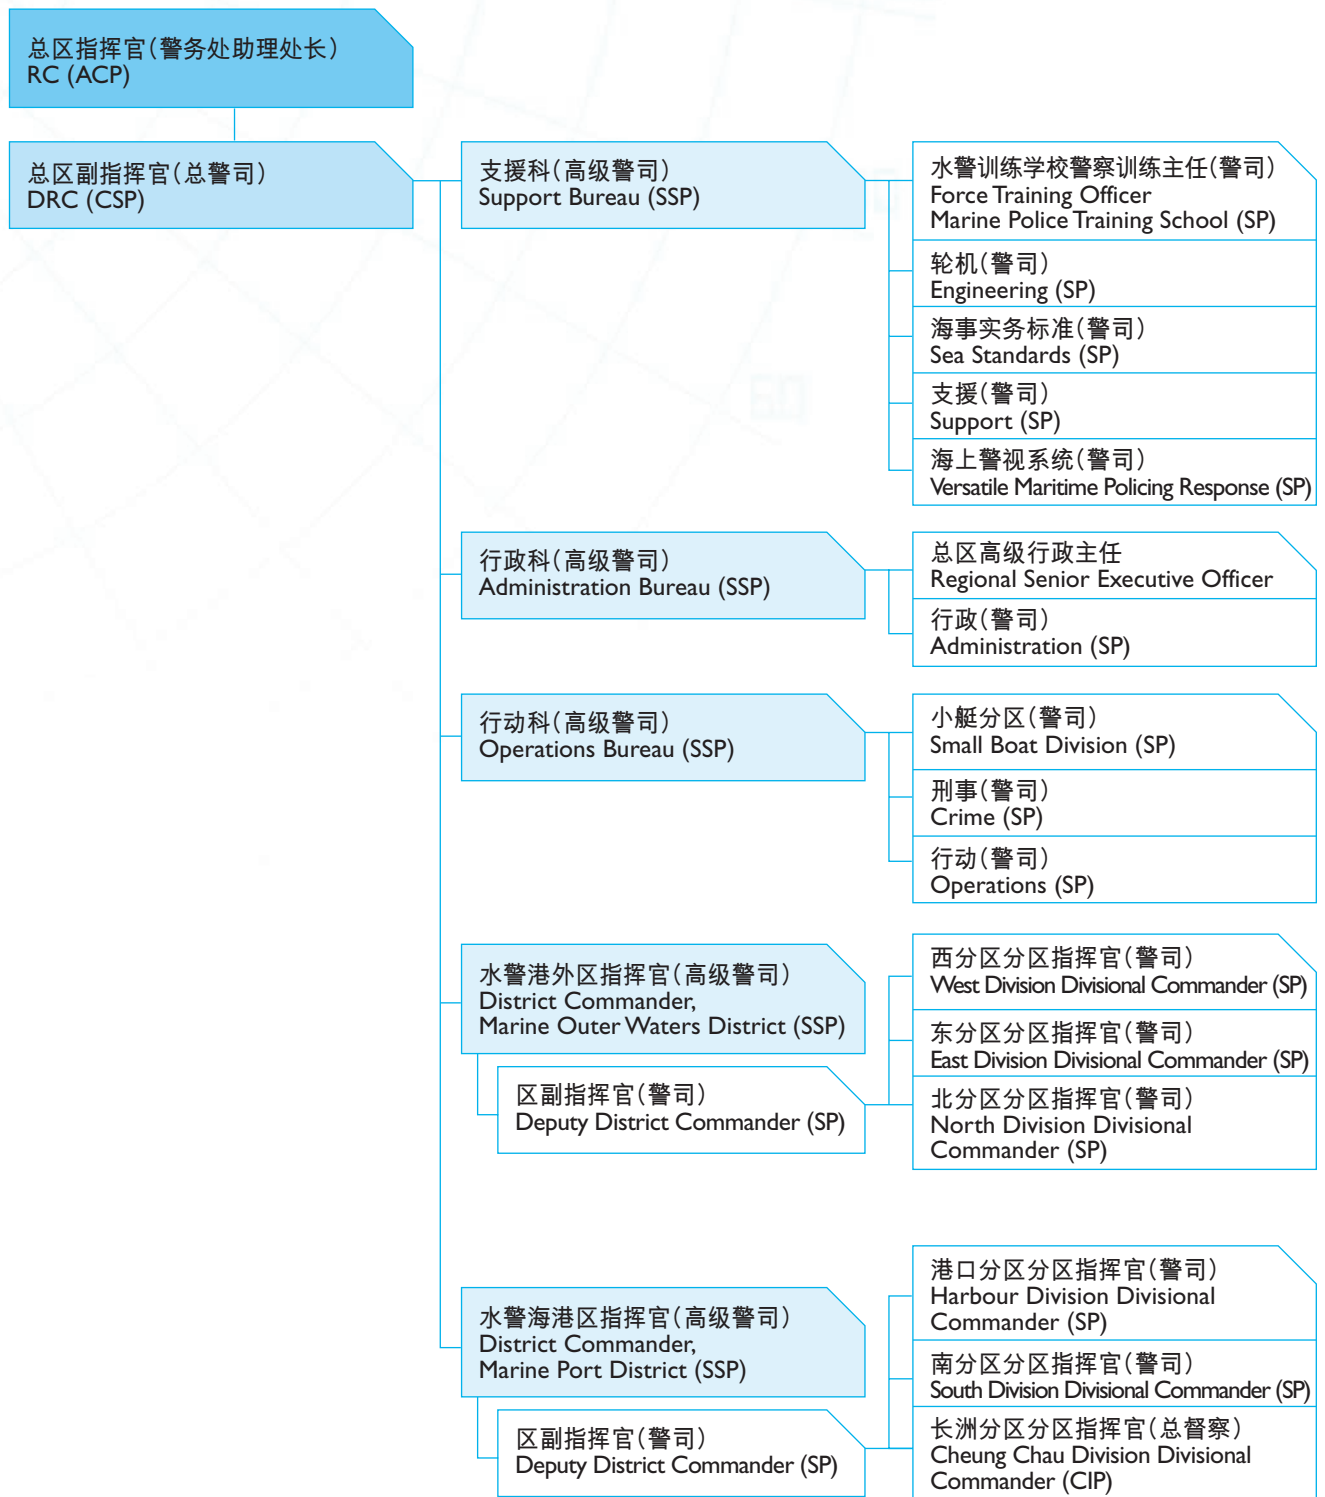 总区指挥官(警务处助理处长)
RC (ACP)
总区副指挥官(总警司)
DRC (CSP)
支援科(高级警司)
Support Bureau (SSP)
水警训练学校警察训练主任(警司)
Force Training Officer
Marine Police Training School (SP)
轮机(警司)
Engineering (SP)
海事实务标准(警司)
Sea Standards (SP)
支援(警司)
Support (SP)
海上警视系统(警司)
Versatile Maritime Policing Response (SP)
行政科(高级警司)
Administration Bureau (SSP)
总区高级行政主任
Regional Senior Executive Officer
行政(警司)
Administration (SP)
行动科(高级警司)
Operations Bureau (SSP)
小艇分区(警司)
Small Boat Division (SP)
刑事(警司)
Crime (SP)
行动(警司)
Operations (SP)
水警港外区指挥官(高级警司)
District Commander,
Marine Outer Waters District (SSP)
区副指挥官(警司)
Deputy District Commander (SP)
西分区分区指挥官(警司)
West Division Divisional Commander (SP)
东分区分区指挥官(警司)
East Division Divisional Commander (SP)
北分区分区指挥官(警司)
North Division Divisional
Commander (SP)
水警海港区指挥官(高级警司)
District Commander,
Marine Port District (SSP)
区副指挥官(警司)
Deputy District Commander (SP)
港口分区分区指挥官(警司)
Harbour Division Divisional
Commander (SP)
南分区分区指挥官(警司)
South Division Divisional Commander (SP)
长洲分区分区指挥官(总督察)
Cheung Chau Division Divisional
Commander (CIP)